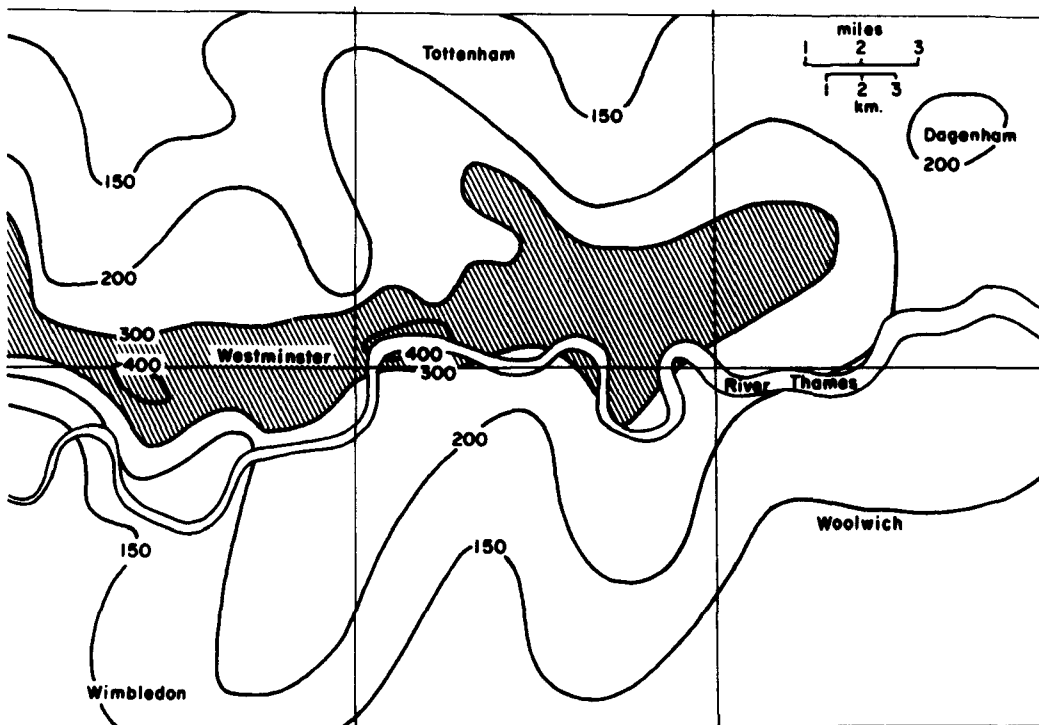 miles
1 2 3
1 2 3
km.
Tottenham
150
Dagenham
200
150
200
300
400
Westminster
400
300
River Thames
200
Woolwich
150
150
Wimbledon